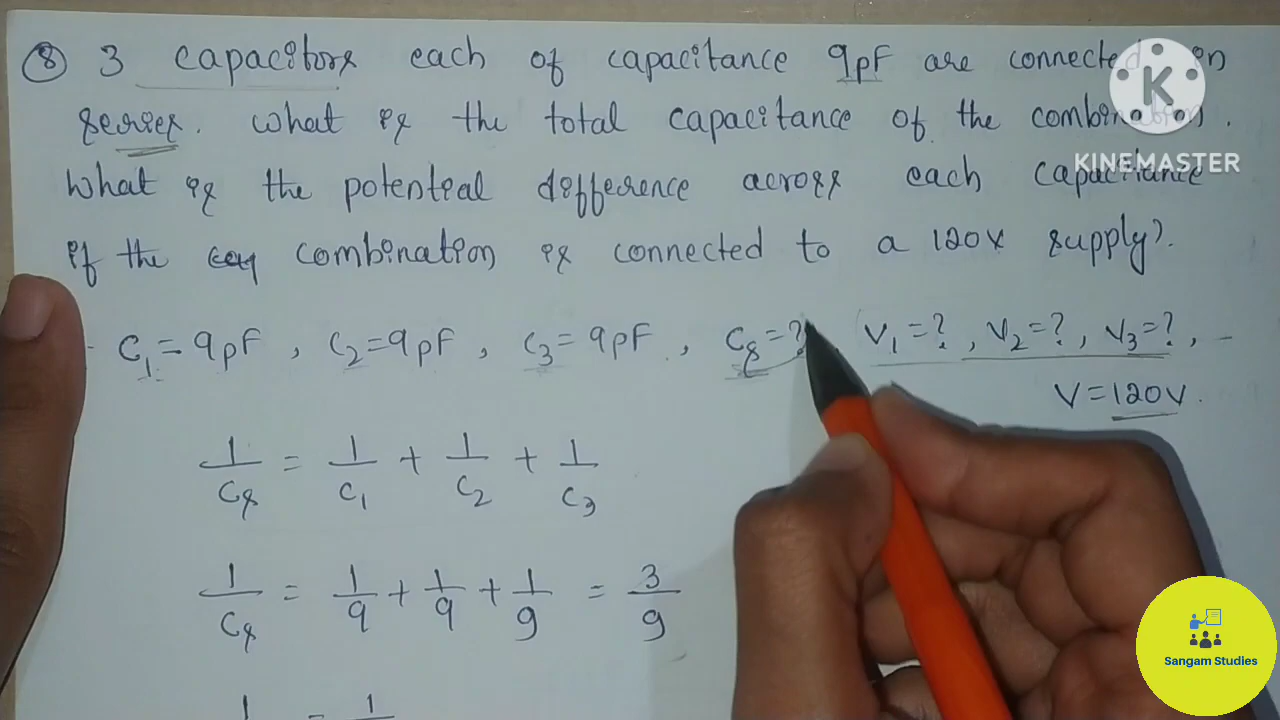 8 3 capacitors each of capacitance 9pF are connected in
series. What is the total capacitance of the combination.
What is the potential difference across each capacitance
if the combination is connected to a 120V supply?.
C1 = 9pF, C2 = 9pF, C3 = 9pF, Cs = ? V1 = ?, V2 = ?, V3 = ?,
V = 120V.
1/Cs = 1/C1 + 1/C2 + 1/C3
1/Cs = 1/9 + 1/9 + 1/9 = 3/9
1 = 1
K
KINEMASTER
Sangam Studies